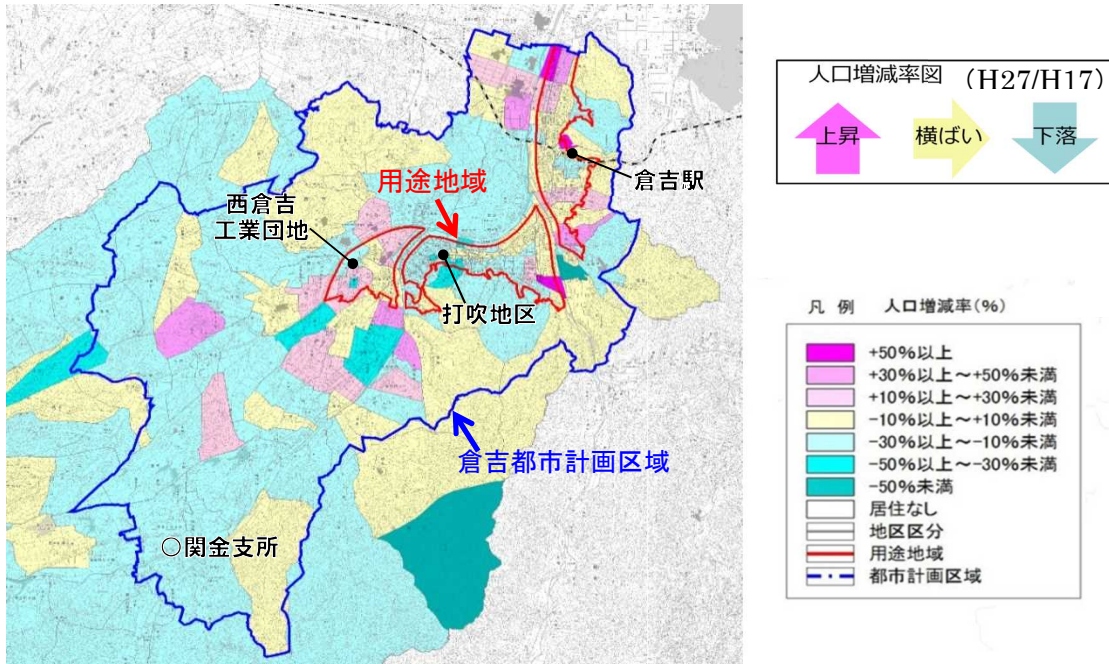 人口増減率図 (H27/H17)
上昇
横ばい
下落
倉吉駅
用途地域
西倉吉
工業団地
打吹地区
倉吉都市計画区域
○関金支所
凡 例 人口増減率(%)
+50%以上
+30%以上～+50%未満
+10%以上～+30%未満
-10%以上～+10%未満
-30%以上～-10%未満
-50%以上～-30%未満
-50%未満
居住なし
地区区分
用途地域
都市計画区域